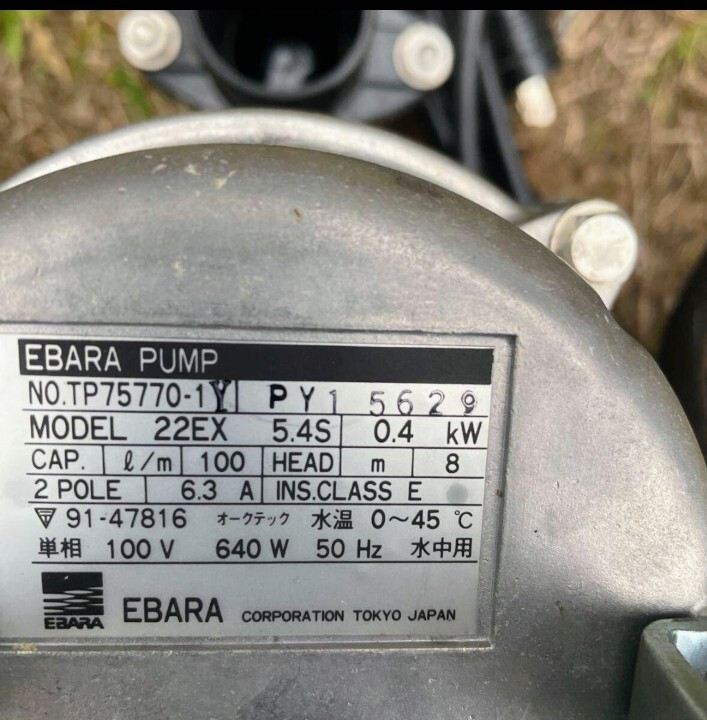 EBARA PUMP
NO.TP75770-1Y PY15629
MODEL 22EX 5.4S 0.4 kW
CAP. ℓ/m 100 HEAD m 8
2 POLE 6.3 A INS.CLASS E
91-47816 オークテック 水温 0～45 ℃
単相 100 V 640 W 50 Hz 水中用
EBARA EBARA CORPORATION TOKYO JAPAN